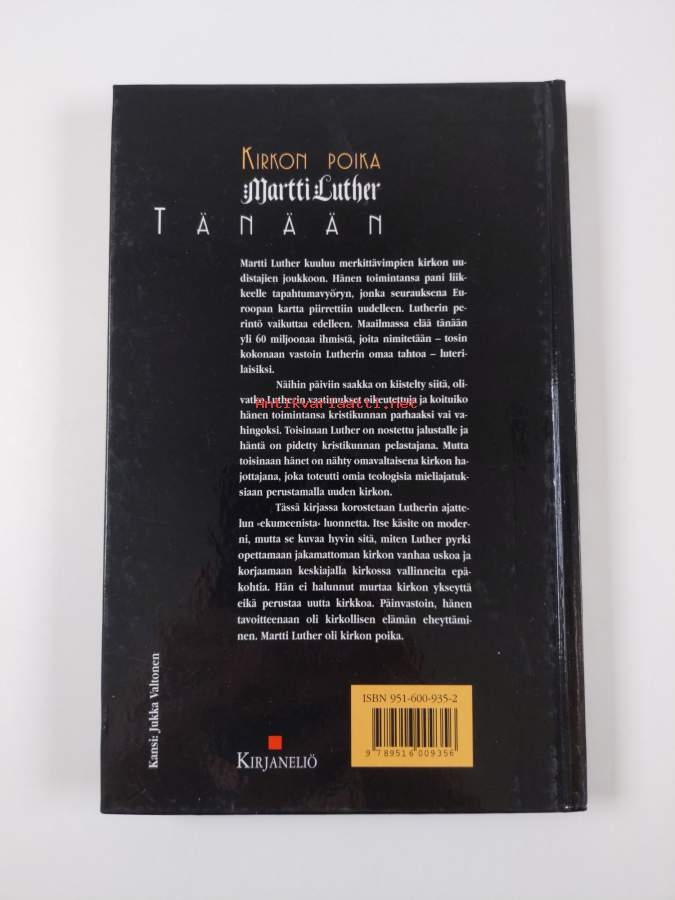 KIRKON POIKA
Martti Luther
TÄNÄÄN
Martti Luther kuuluu merkittävimpien kirkon uu-
distajien joukkoon. Hänen toimintansa pani liik-
keelle tapahtumavyöryn, jonka seurauksena Eu-
roopan kartta piirrettiin uudelleen. Lutherin pe-
rintö vaikuttaa edelleen. Maailmassa elää tänään
yli 60 miljoonaa ihmistä, joita nimitetään – tosin
kokonaan vastoin Lutherin omaa tahtoa – luteri-
laisiksi.
Näihin päiviin saakka on kiistelty siitä, oli-
vatko Lutherin vaatimukset oikeutettuja ja koituiko
Antikvariaatti.net
hänen toimintansa kristikunnan parhaaksi vai va-
hingoksi. Toisinaan Luther on nostettu jalustalle ja
häntä on pidetty kristikunnan pelastajana. Mutta
toisinaan hänet on nähty omavaltaisena kirkon ha-
jottajana, joka toteutti omia teologisia mieliajatuk-
siaan perustamalla uuden kirkon.
Tässä kirjassa korostetaan Lutherin ajatte-
lun ›ekumeenista› luonnetta. Itse käsite on moder-
ni, mutta se kuvaa hyvin sitä, miten Luther pyrki
opettamaan jakamattoman kirkon vanhaa uskoa ja
korjaamaan keskiajalla kirkossa vallinneita epä-
kohtia. Hän ei halunnut murtaa kirkon ykseyttä
eikä perustaa uutta kirkkoa. Päinvastoin, hänen
tavoitteenaan oli kirkollisen elämän eheyttämi-
nen. Martti Luther oli kirkon poika.
Kansi: Jukka Valtonen
ISBN 951-600-935-2
9 789516 009356
KIRJANELIÖ